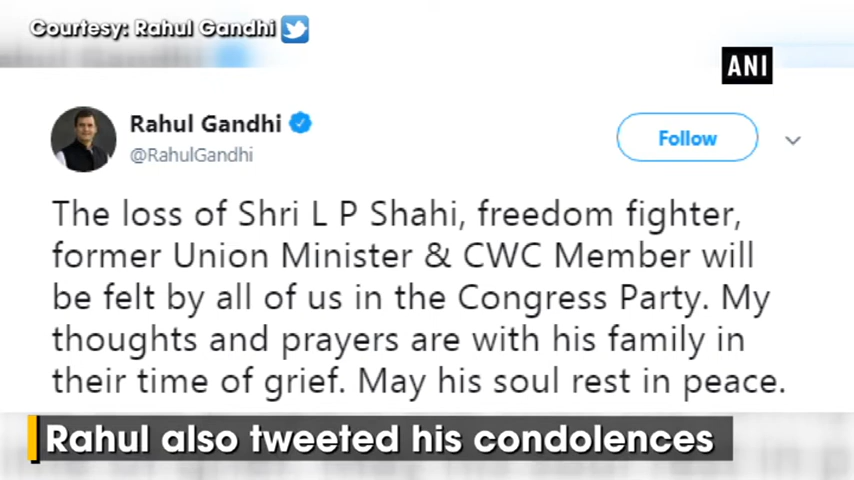 Courtesy: Rahul Gandhi
ANI
Rahul Gandhi
@RahulGandhi
Follow
The loss of Shri L P Shahi, freedom fighter,
former Union Minister & CWC Member will
be felt by all of us in the Congress Party. My
thoughts and prayers are with his family in
their time of grief. May his soul rest in peace.
Rahul also tweeted his condolences